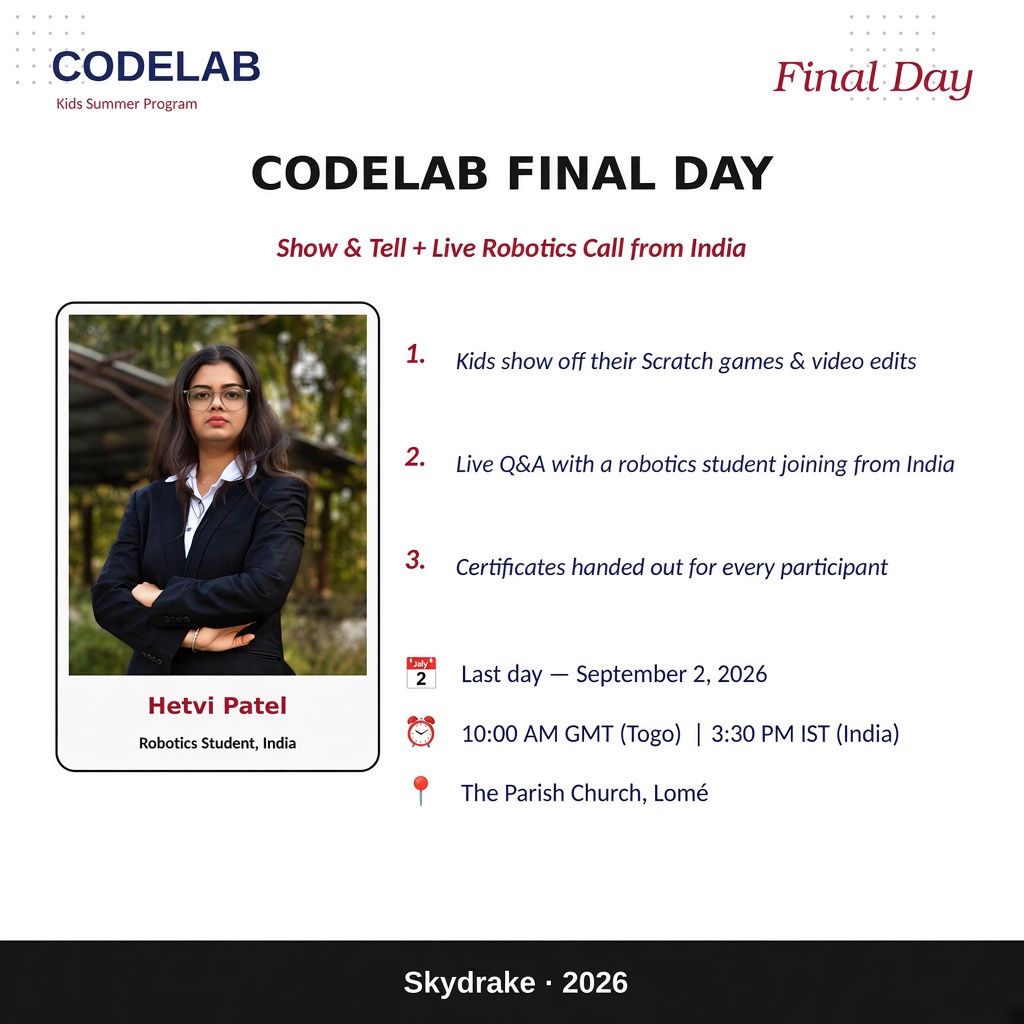 CODELAB
Kids Summer Program
Final Day
CODELAB FINAL DAY
Show & Tell + Live Robotics Call from India
1. Kids show off their Scratch games & video edits
2. Live Q&A with a robotics student joining from India
3. Certificates handed out for every participant
Hetvi Patel
Robotics Student, India
July
2
Last day — September 2, 2026
10:00 AM GMT (Togo) | 3:30 PM IST (India)
The Parish Church, Lomé
Skydrake · 2026